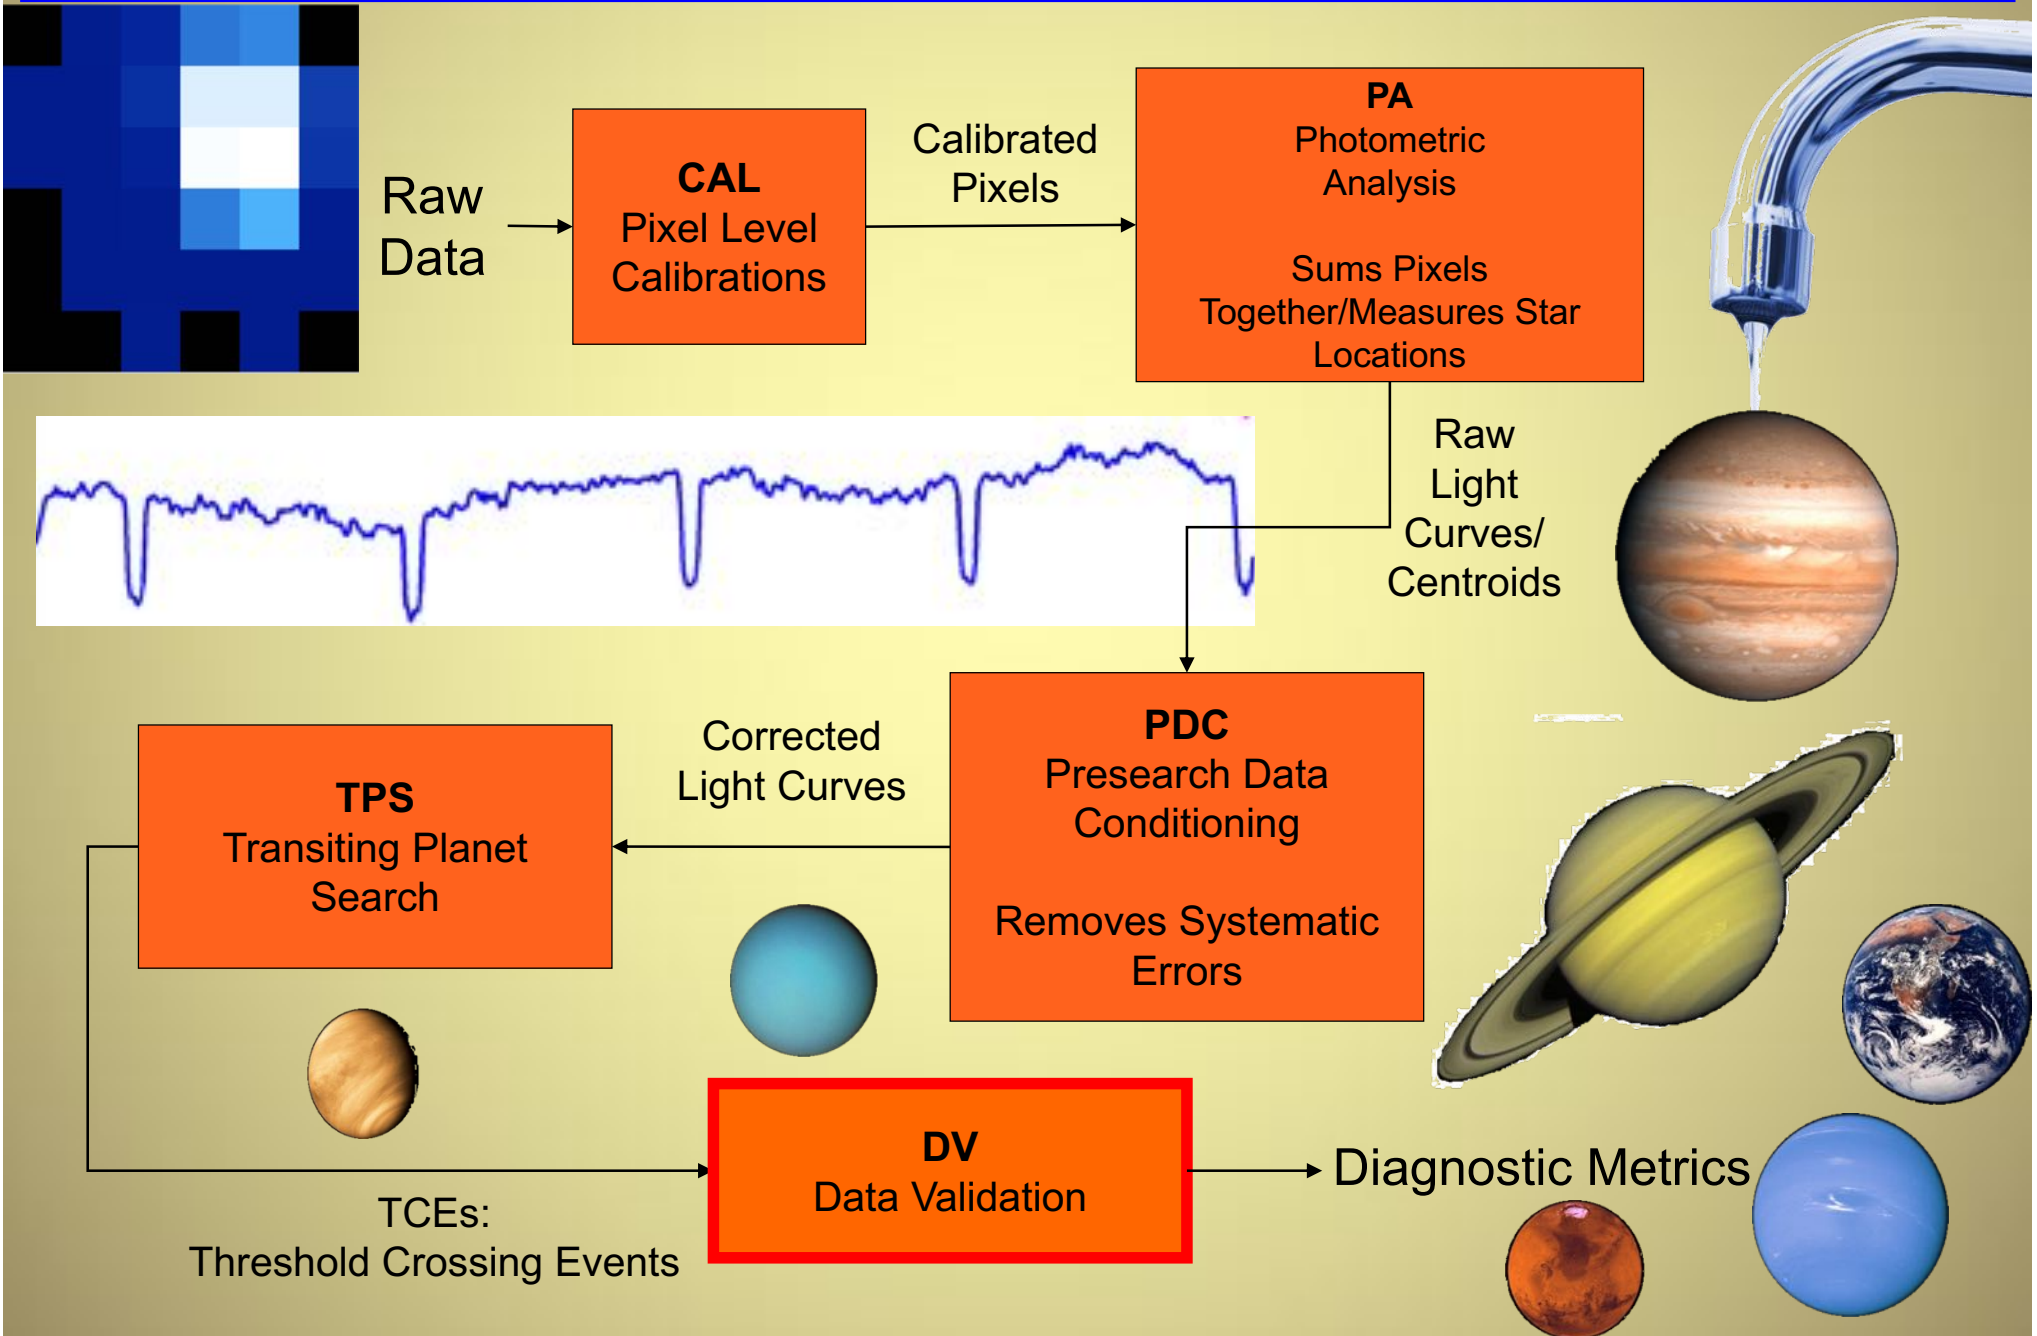 Raw
Data
CAL
Pixel Level
Calibrations
Calibrated
Pixels
PA
Photometric
Analysis
Sums Pixels
Together/Measures Star
Locations
Raw
Light
Curves/
Centroids
PDC
Presearch Data
Conditioning
Removes Systematic
Errors
Corrected
Light Curves
TPS
Transiting Planet
Search
TCEs:
Threshold Crossing Events
DV
Data Validation
Diagnostic Metrics